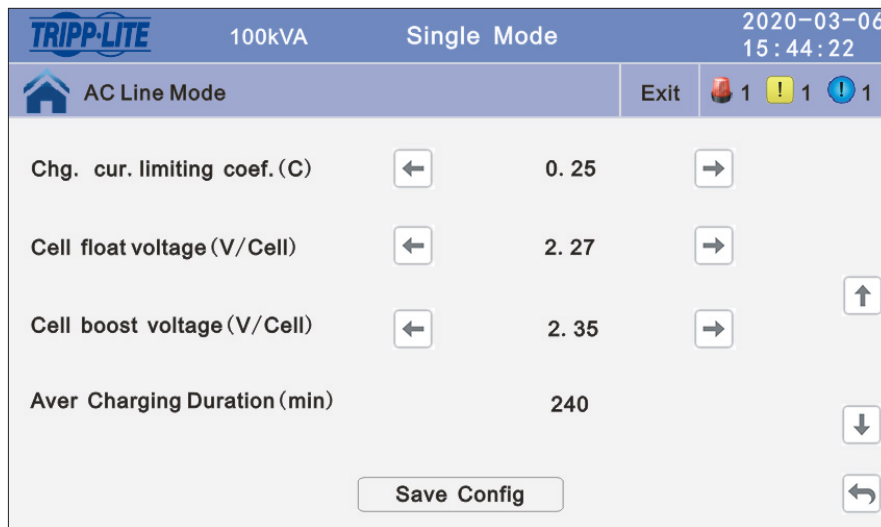 TRIPP·LITE 100kVA Single Mode 2020-03-06
15:44:22
AC Line Mode Exit 1 ! 1 ! 1
Chg. cur. limiting coef.(C) 0.25
Cell float voltage(V/Cell) 2.27
Cell boost voltage(V/Cell) 2.35
Aver Charging Duration(min) 240
Save Config